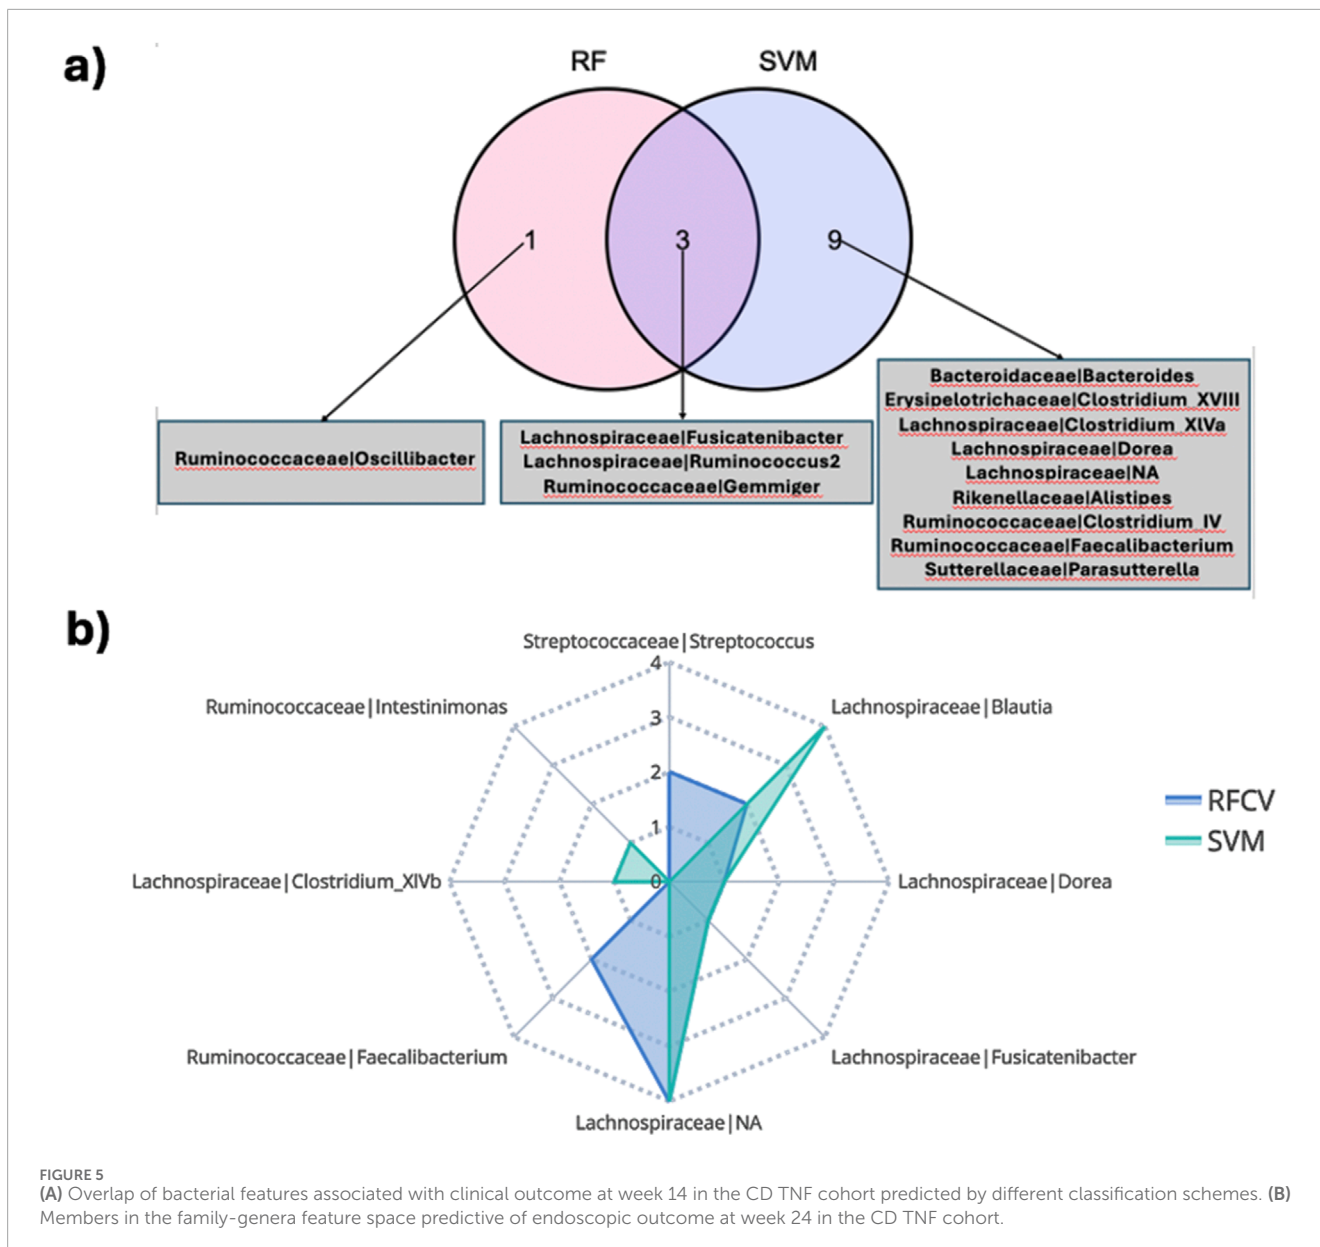 a)
RF
SVM
1
3
9
Ruminococcaceae|Oscillibacter
Lachnospiraceae|Fusicatenibacter
Lachnospiraceae|Ruminococcus2
Ruminococcaceae|Gemmiger
Bacteroidaceae|Bacteroides
Erysipelotrichaceae|Clostridium_XVIII
Lachnospiraceae|Clostridium_XlVa
Lachnospiraceae|Dorea
Lachnospiraceae|NA
Rikenellaceae|Alistipes
Ruminococcaceae|Clostridium_IV
Ruminococcaceae|Faecalibacterium
Sutterellaceae|Parasutterella
b)
Streptococcaceae|Streptococcus
Lachnospiraceae|Blautia
Lachnospiraceae|Dorea
Lachnospiraceae|Fusicatenibacter
Lachnospiraceae|NA
Ruminococcaceae|Faecalibacterium
Lachnospiraceae|Clostridium_XlVb
Ruminococcaceae|Intestinimonas
4
3
2
1
0
RFCV
SVM
FIGURE 5
(A) Overlap of bacterial features associated with clinical outcome at week 14 in the CD TNF cohort predicted by different classification schemes. (B)
Members in the family-genera feature space predictive of endoscopic outcome at week 24 in the CD TNF cohort.